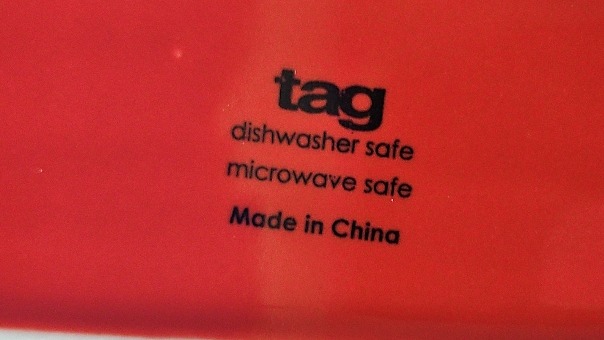 tag
dishwasher safe
microwave safe
Made in China